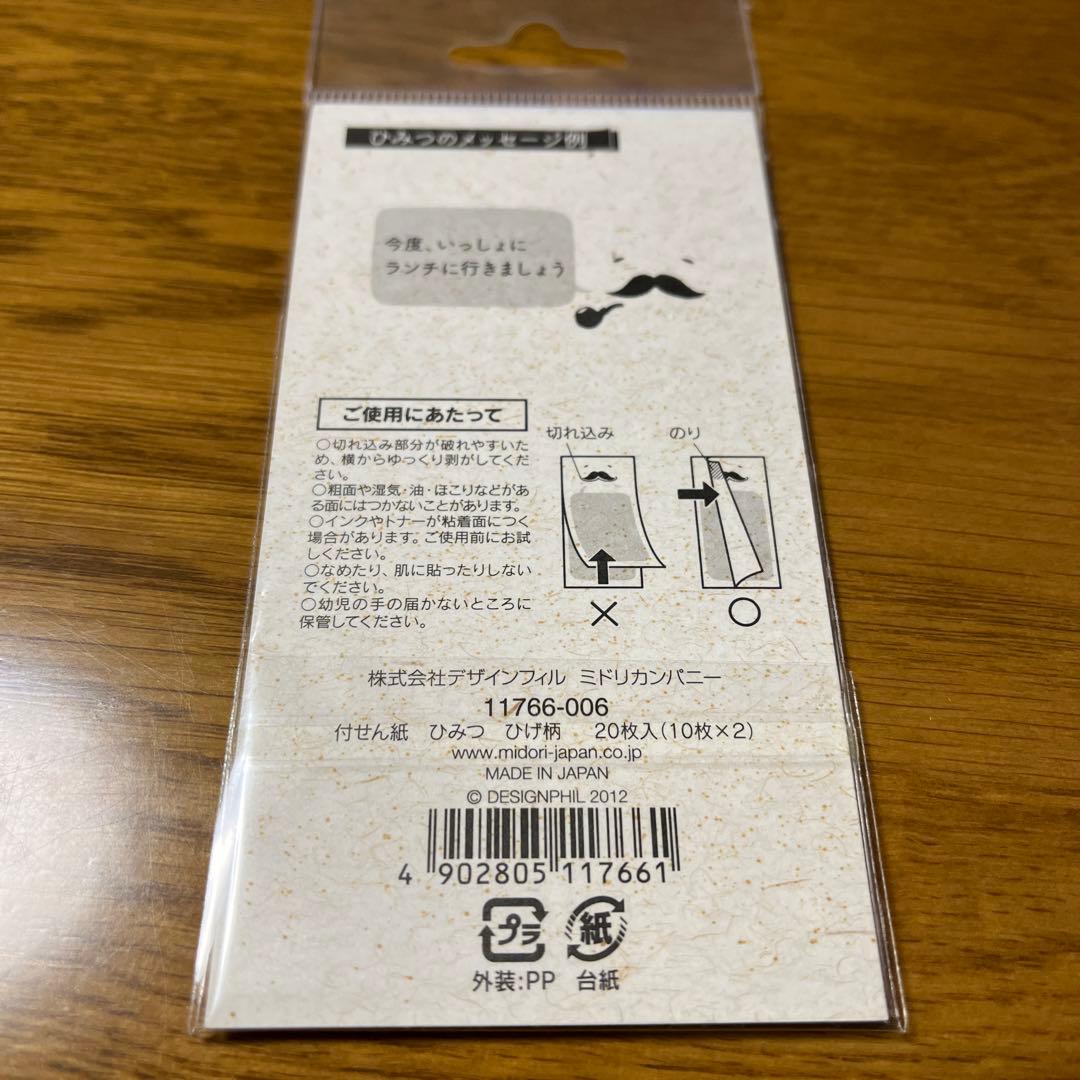 ひみつのメッセージ例
今度、いっしょに
ランチに行きましょう
ご使用にあたって
○切れ込み部分が破れやすいた
め、横からゆっくり剥がしてくだ
さい。
○粗面や湿気・油・ほこりなどがあ
る面にはつかないことがあります。
○インクやトナーが粘着面につく
場合があります。ご使用前にお試
しください。
○なめたり、肌に貼ったりしない
でください。
○幼児の手の届かないところに
保管してください。
切れ込み
のり
×
○
株式会社デザインフィル ミドリカンパニー
11766-006
付せん紙 ひみつ ひげ柄 20枚入(10枚×2)
www.midori-japan.co.jp
MADE IN JAPAN
© DESIGNPHIL 2012
4 902805 117661
プラ
紙
外装:PP 台紙